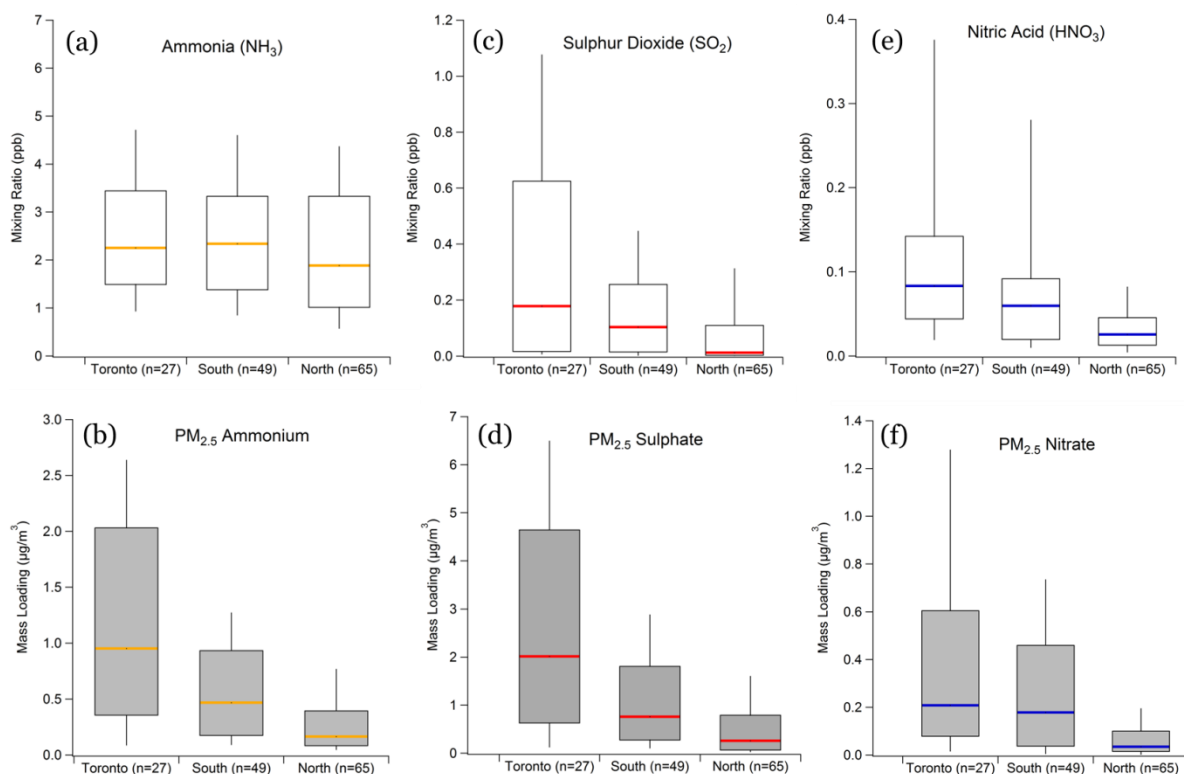 (a)
Ammonia (NH₃)
Mixing Ratio (ppb)
7
6
5
4
3
2
1
0
Toronto (n=27) South (n=49) North (n=65)
(c)
Sulphur Dioxide (SO₂)
Mixing Ratio (ppb)
1.2
1.0
0.8
0.6
0.4
0.2
0.0
Toronto (n=27) South (n=49) North (n=65)
(e)
Nitric Acid (HNO₃)
Mixing Ratio (ppb)
0.4
0.3
0.2
0.1
0.0
Toronto (n=27) South (n=49) North (n=65)
(b)
PM₂.₅ Ammonium
Mass Loading (µg/m³)
3.0
2.5
2.0
1.5
1.0
0.5
0.0
Toronto (n=27) South (n=49) North (n=65)
(d)
PM₂.₅ Sulphate
Mass Loading (µg/m³)
7
6
5
4
3
2
1
0
Toronto (n=27) South (n=49) North (n=65)
(f)
PM₂.₅ Nitrate
Mass Loading (µg/m³)
1.4
1.2
1.0
0.8
0.6
0.4
0.2
0.0
Toronto (n=27) South (n=49) North (n=65)